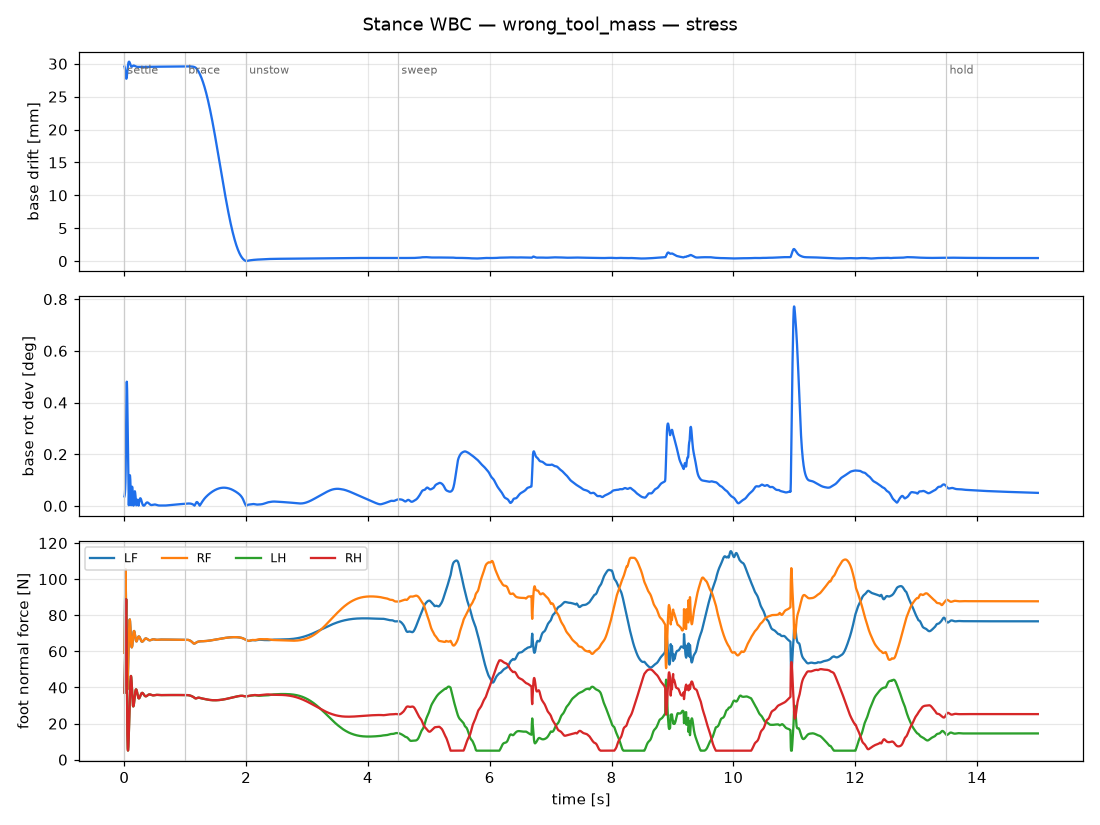 Stance WBC — wrong_tool_mass — stress
settle brace unstow sweep hold
base drift [mm]
30
25
20
15
10
5
0
base rot dev [deg]
0.8
0.6
0.4
0.2
0.0
LF RF LH RH
foot normal force [N]
120
100
80
60
40
20
0
0 2 4 6 8 10 12 14
time [s]